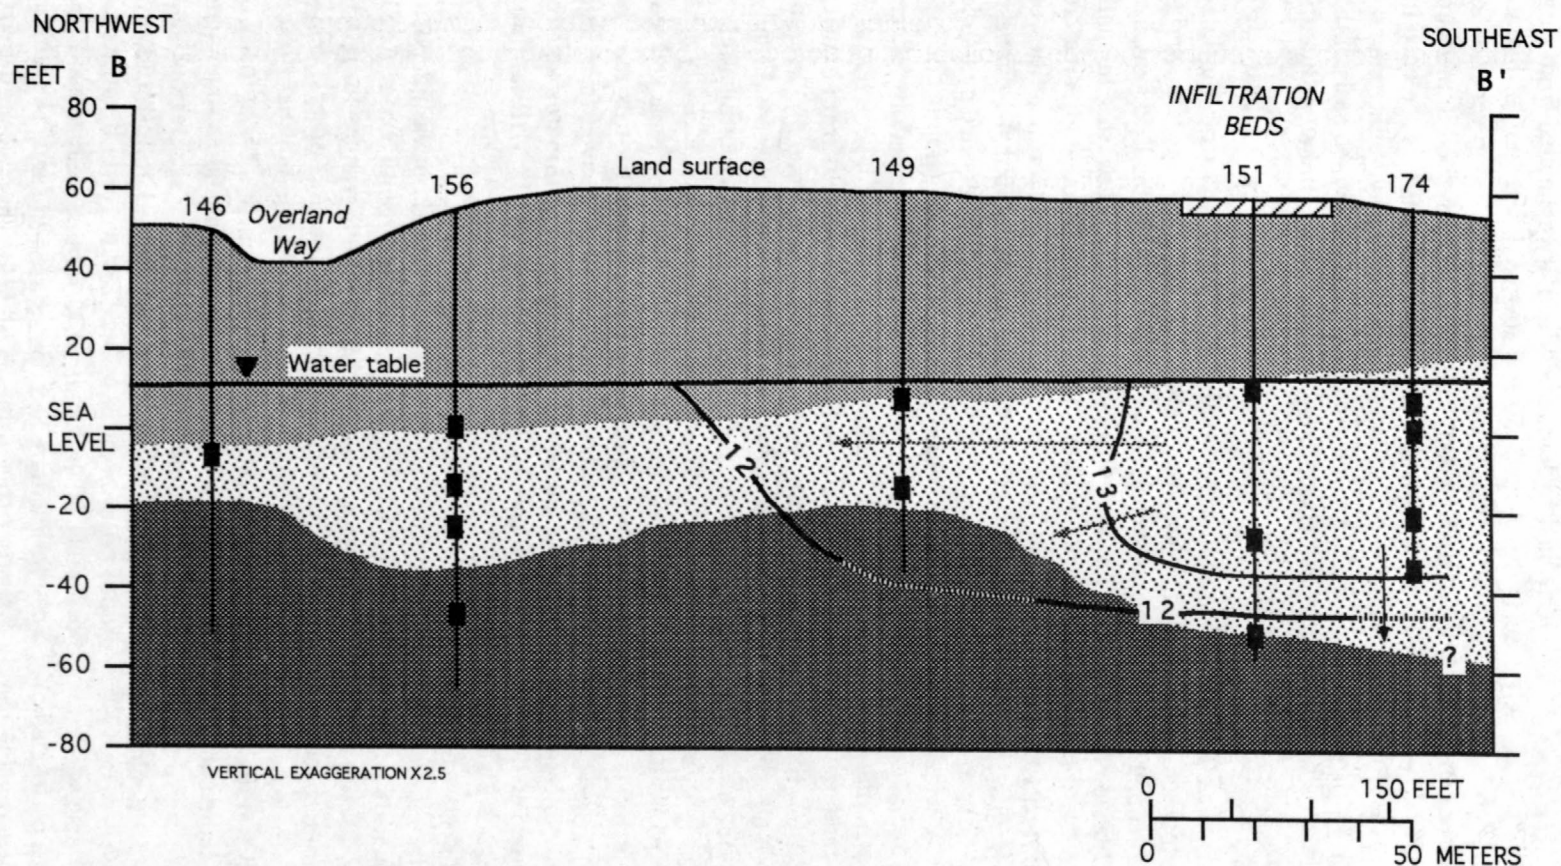 NORTHWEST
SOUTHEAST
FEET
B
B'
INFILTRATION
BEDS
80
60
40
20
SEA
LEVEL
-20
-40
-60
-80
146
Overland
Way
156
Land surface
149
151
174
Water table
12
13
12
?
VERTICAL EXAGGERATION X 2.5
0
150 FEET
0
50 METERS